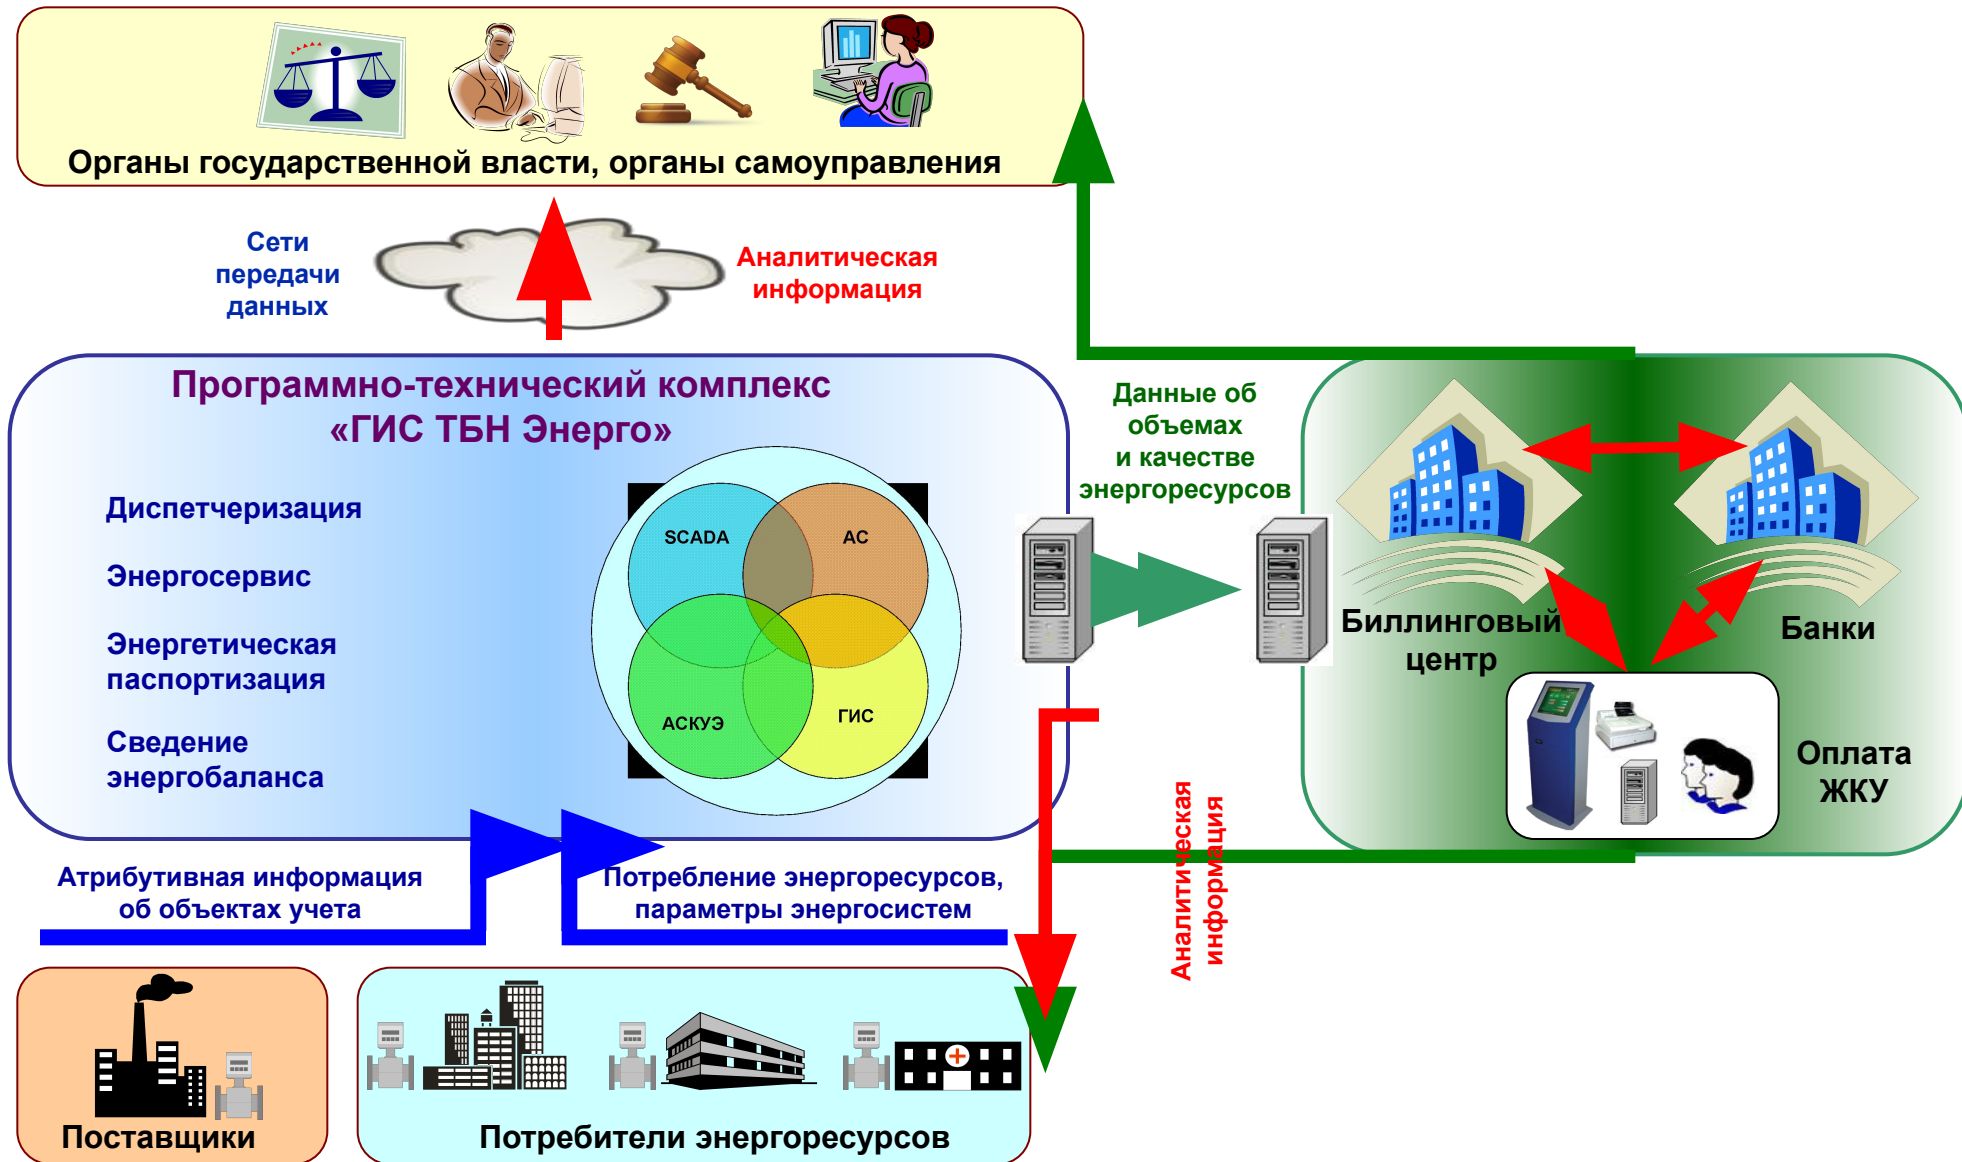 Органы государственной власти, органы самоуправления
Сети
передачи
данных
Аналитическая
информация
Программно-технический комплекс
«ГИС ТБН Энерго»
Диспетчеризация
Энергосервис
Энергетическая
паспортизация
Сведение
энергобаланса
SCADA
АС
АСКУЭ
ГИС
Данные об
объемах
и качестве
энергоресурсов
Биллинговый
центр
Банки
Оплата
ЖКУ
Аналитическая
информация
Атрибутивная информация
об объектах учета
Потребление энергоресурсов,
параметры энергосистем
Поставщики
Потребители энергоресурсов